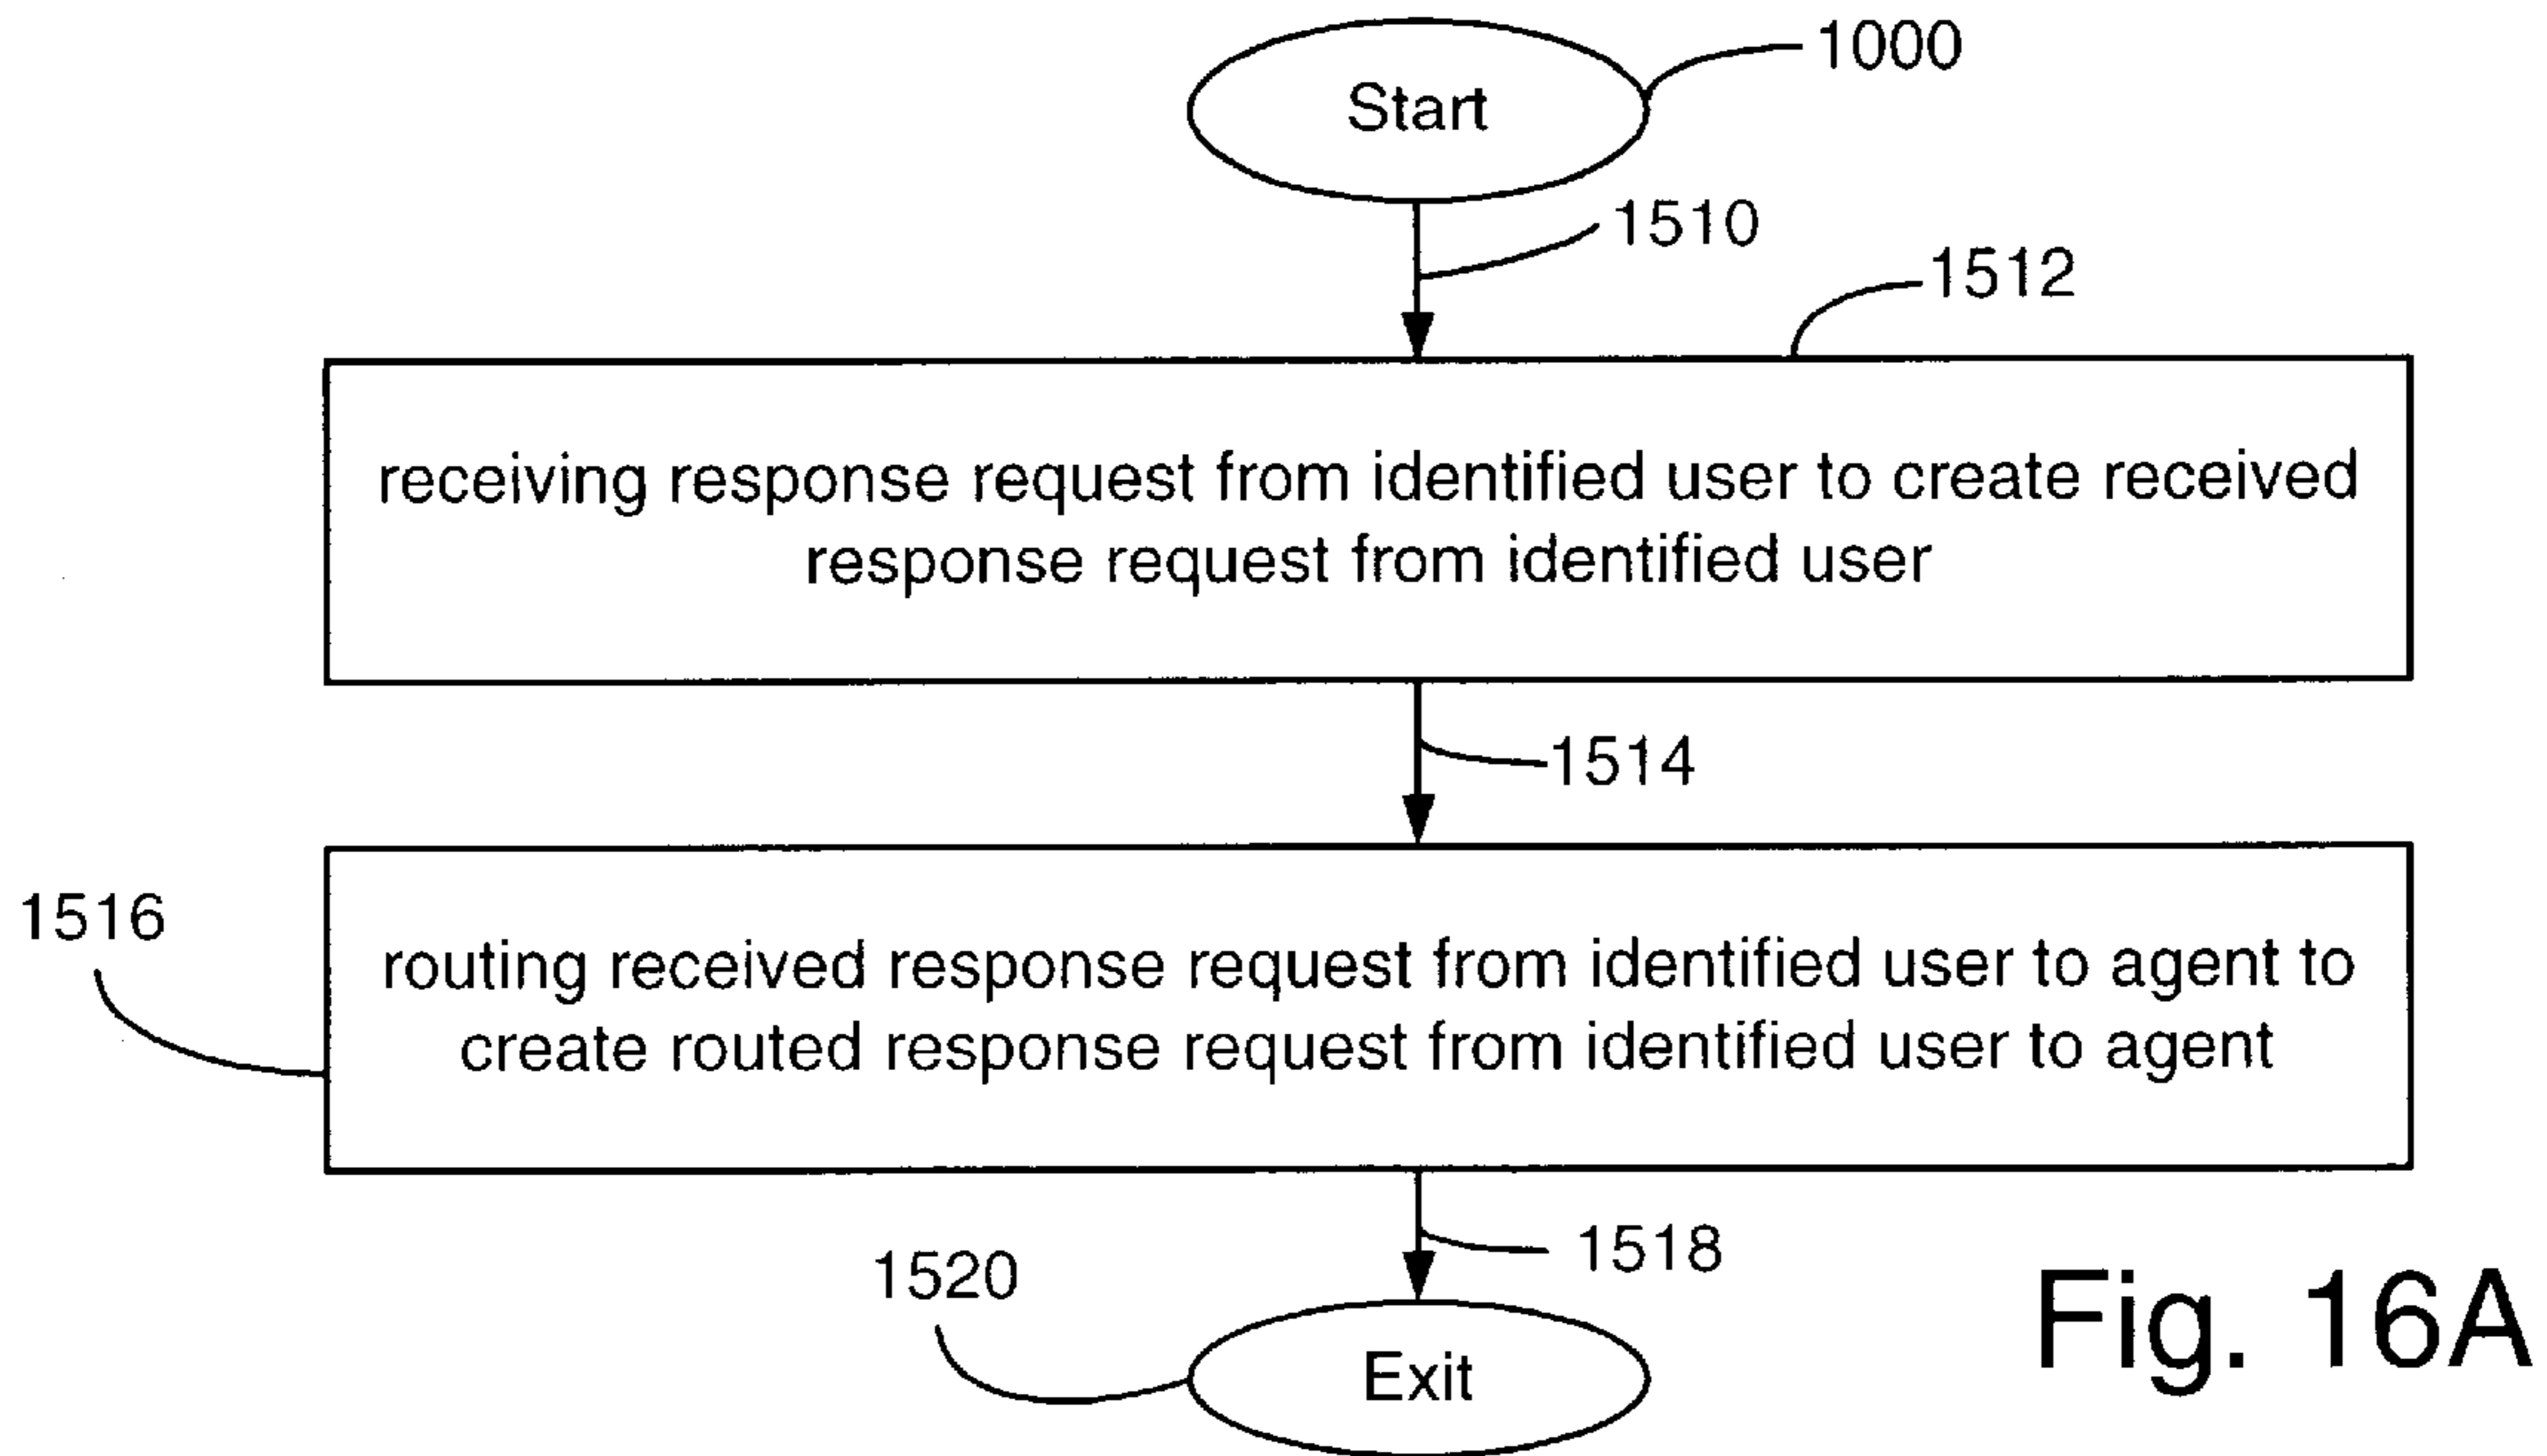 Start
1000
1510
1512
receiving response request from identified user to create received
response request from identified user
1514
1516
routing received response request from identified user to agent to
create routed response request from identified user to agent
1518
1520
Exit
Fig. 16A